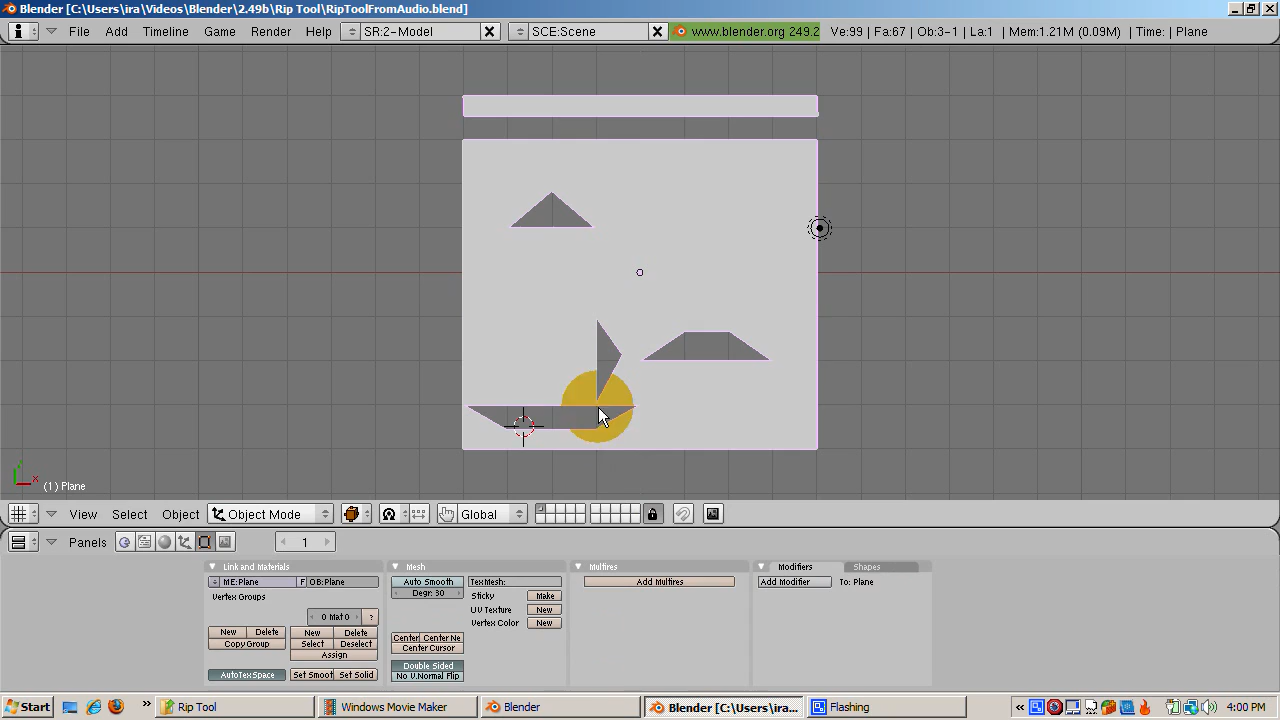 Blender [C:\Users\ira\Videos\Blender\2.49b\Rip Tool\RipToolFromAudio.blend]
File Add Timeline Game Render Help SR:2-Model SCE:Scene www.blender.org 249.2 Ve:99 | Fa:67 | Ob:3-1 | La:1 | Mem:1.21M (0.09M) | Time: | Plane
(1) Plane
View Select Object Object Mode Global
Panels 1
Link and Materials Mesh Multires Modifiers Shapes
ME:Plane F OB:Plane Auto Smooth TexMesh: Add Multires Add Modifier To: Plane
Vertex Groups Degr: 30 Sticky Make
UV Texture New
0 Mat 0 ? Vertex Color New
New Delete New Delete Center Center Ne
Copy Group Select Deselect Center Cursor
Assign
Double Sided
AutoTexSpace Set Smoot Set Solid No V.Normal Flip
Start Rip Tool Windows Movie Maker Blender Blender [C:\Users\ira... Flashing 4:00 PM